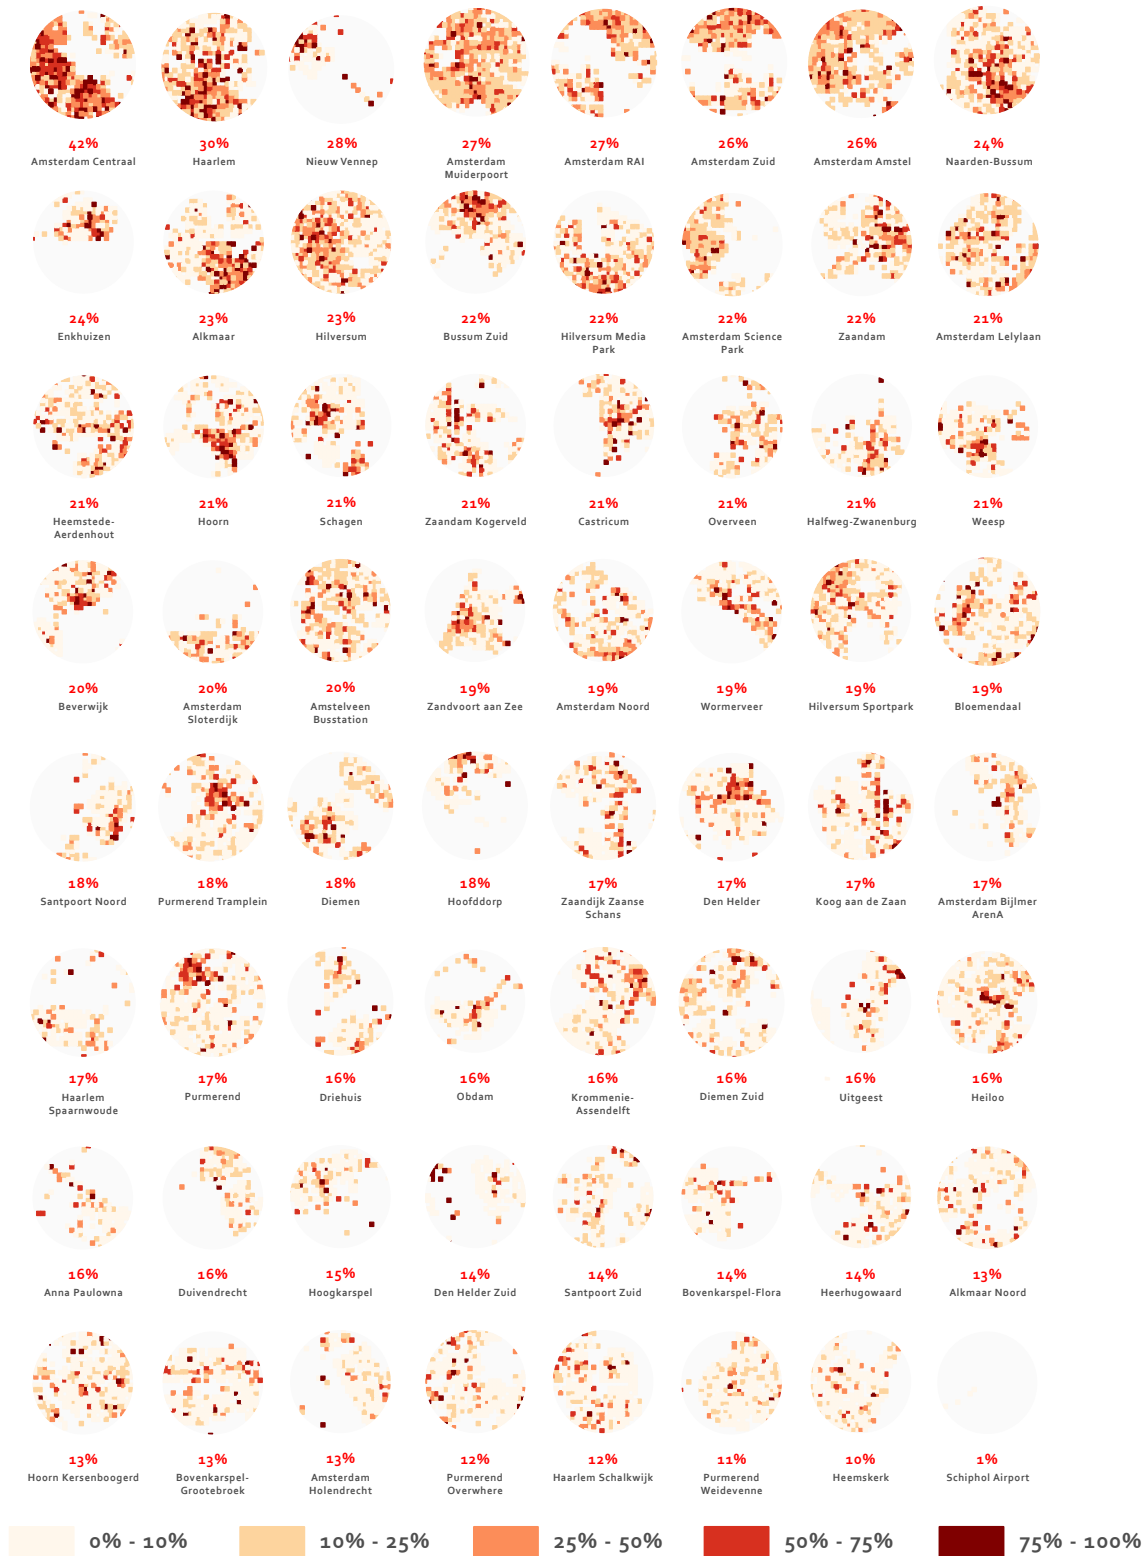 42% 30% 28% 27% 27% 26% 26% 24%
Amsterdam Centraal Haarlem Nieuw Vennep Amsterdam Amsterdam RAI Amsterdam Zuid Amsterdam Amstel Naarden-Bussum
Muiderpoort
24% 23% 23% 22% 22% 22% 22% 21%
Enkhuizen Alkmaar Hilversum Bussum Zuid Hilversum Media Amsterdam Science Zaandam Amsterdam Lelylaan
Park Park
21% 21% 21% 21% 21% 21% 21% 21%
Heemstede- Hoorn Schagen Zaandam Kogerveld Castricum Overveen Halfweg-Zwanenburg Weesp
Aerdenhout
20% 20% 20% 19% 19% 19% 19% 19%
Beverwijk Amsterdam Amstelveen Zandvoort aan Zee Amsterdam Noord Wormerveer Hilversum Sportpark Bloemendaal
Sloterdijk Busstation
18% 18% 18% 18% 17% 17% 17% 17%
Santpoort Noord Purmerend Tramplein Diemen Hoofddorp Zaandijk Zaanse Den Helder Koog aan de Zaan Amsterdam Bijlmer
Schans ArenA
17% 17% 16% 16% 16% 16% 16% 16%
Haarlem Purmerend Driehuis Obdam Krommenie- Diemen Zuid Uitgeest Heiloo
Spaarnwoude Assendelft
16% 16% 15% 14% 14% 14% 14% 13%
Anna Paulowna Duivendrecht Hoogkarspel Den Helder Zuid Santpoort Zuid Bovenkarspel-Flora Heerhugowaard Alkmaar Noord
13% 13% 13% 12% 12% 11% 10% 1%
Hoorn Kersenboogerd Bovenkarspel- Amsterdam Purmerend Haarlem Schalkwijk Purmerend Heemskerk Schiphol Airport
Grootebroek Holendrecht Overwhere Weidevenne
0% - 10% 10% - 25% 25% - 50% 50% - 75% 75% - 100%